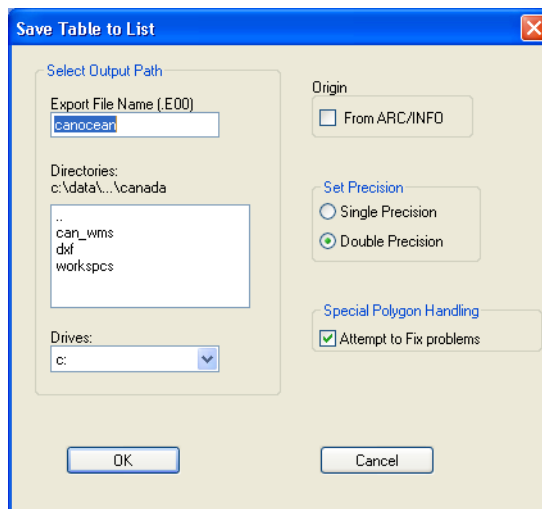 Save Table to List
Select Output Path
Export File Name (.E00)
canocean
Directories:
c:\data\...\canada
..
can_wms
dxf
workspcs
Drives:
c:
Origin
From ARC/INFO
Set Precision
Single Precision
Double Precision
Special Polygon Handling
Attempt to Fix problems
OK
Cancel